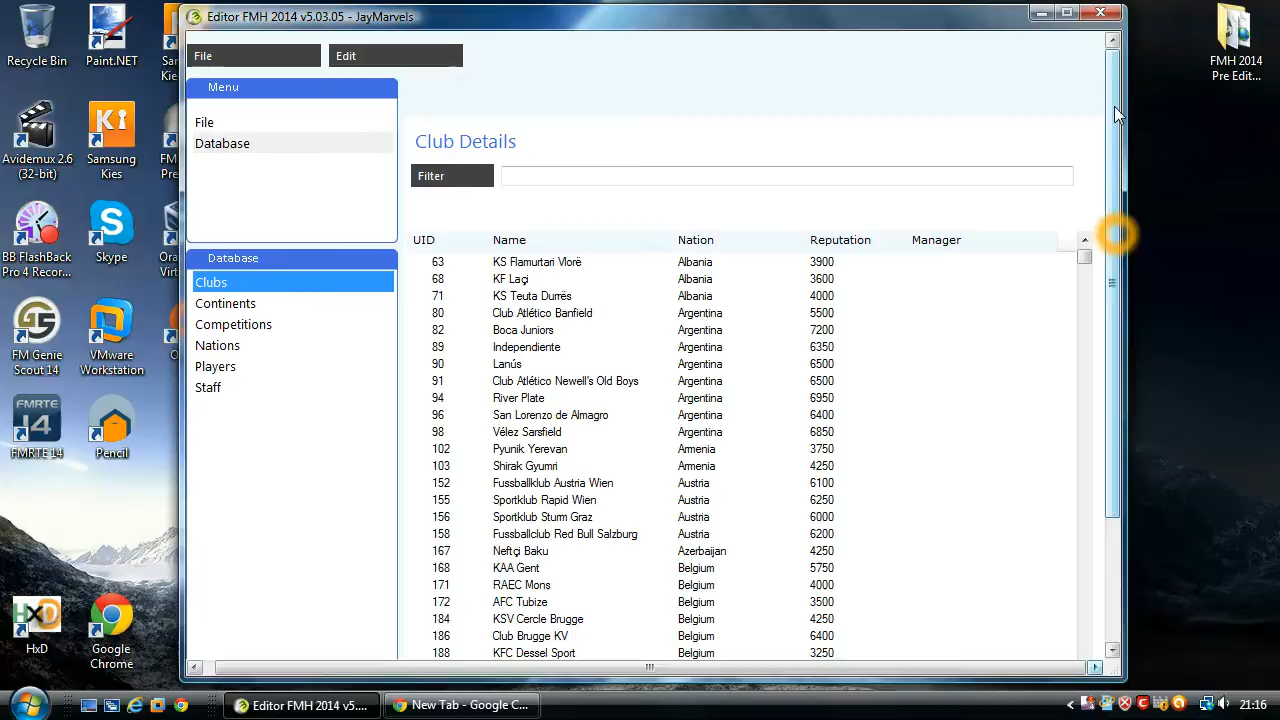 Editor FMH 2014 v5.03.05 - JayMarvels
File
Edit
Menu
File
Database
Database
Clubs
Continents
Competitions
Nations
Players
Staff
Club Details
Filter
UID Name Nation Reputation Manager
63 KS Flamurtari Vlorë Albania 3900
68 KF Laçi Albania 3600
71 KS Teuta Durrës Albania 4000
80 Club Atlético Banfield Argentina 5500
82 Boca Juniors Argentina 7200
89 Independiente Argentina 6350
90 Lanús Argentina 6500
91 Club Atlético Newell's Old Boys Argentina 6500
94 River Plate Argentina 6950
96 San Lorenzo de Almagro Argentina 6400
98 Vélez Sarsfield Argentina 6850
102 Pyunik Yerevan Armenia 3750
103 Shirak Gyumri Armenia 4250
152 Fussballklub Austria Wien Austria 6100
155 Sportklub Rapid Wien Austria 6250
156 Sportklub Sturm Graz Austria 6000
158 Fussballclub Red Bull Salzburg Austria 6200
167 Neftçi Baku Azerbaijan 4250
168 KAA Gent Belgium 5750
171 RAEC Mons Belgium 4000
172 AFC Tubize Belgium 3500
184 KSV Cercle Brugge Belgium 4250
186 Club Brugge KV Belgium 6400
188 KFC Dessel Sport Belgium 3250
Recycle Bin
Paint.NET
Avidemux 2.6
(32-bit)
Samsung
Kies
BB FlashBack
Pro 4 Recor...
Skype
FM Genie
Scout 14
VMware
Workstation
FMRTE
14
FMRTE 14
Pencil
HxD
HxD
Google
Chrome
Ki
FMH 2014
Pre Edit...
Editor FMH 2014 v5....
New Tab - Google C...
21:16